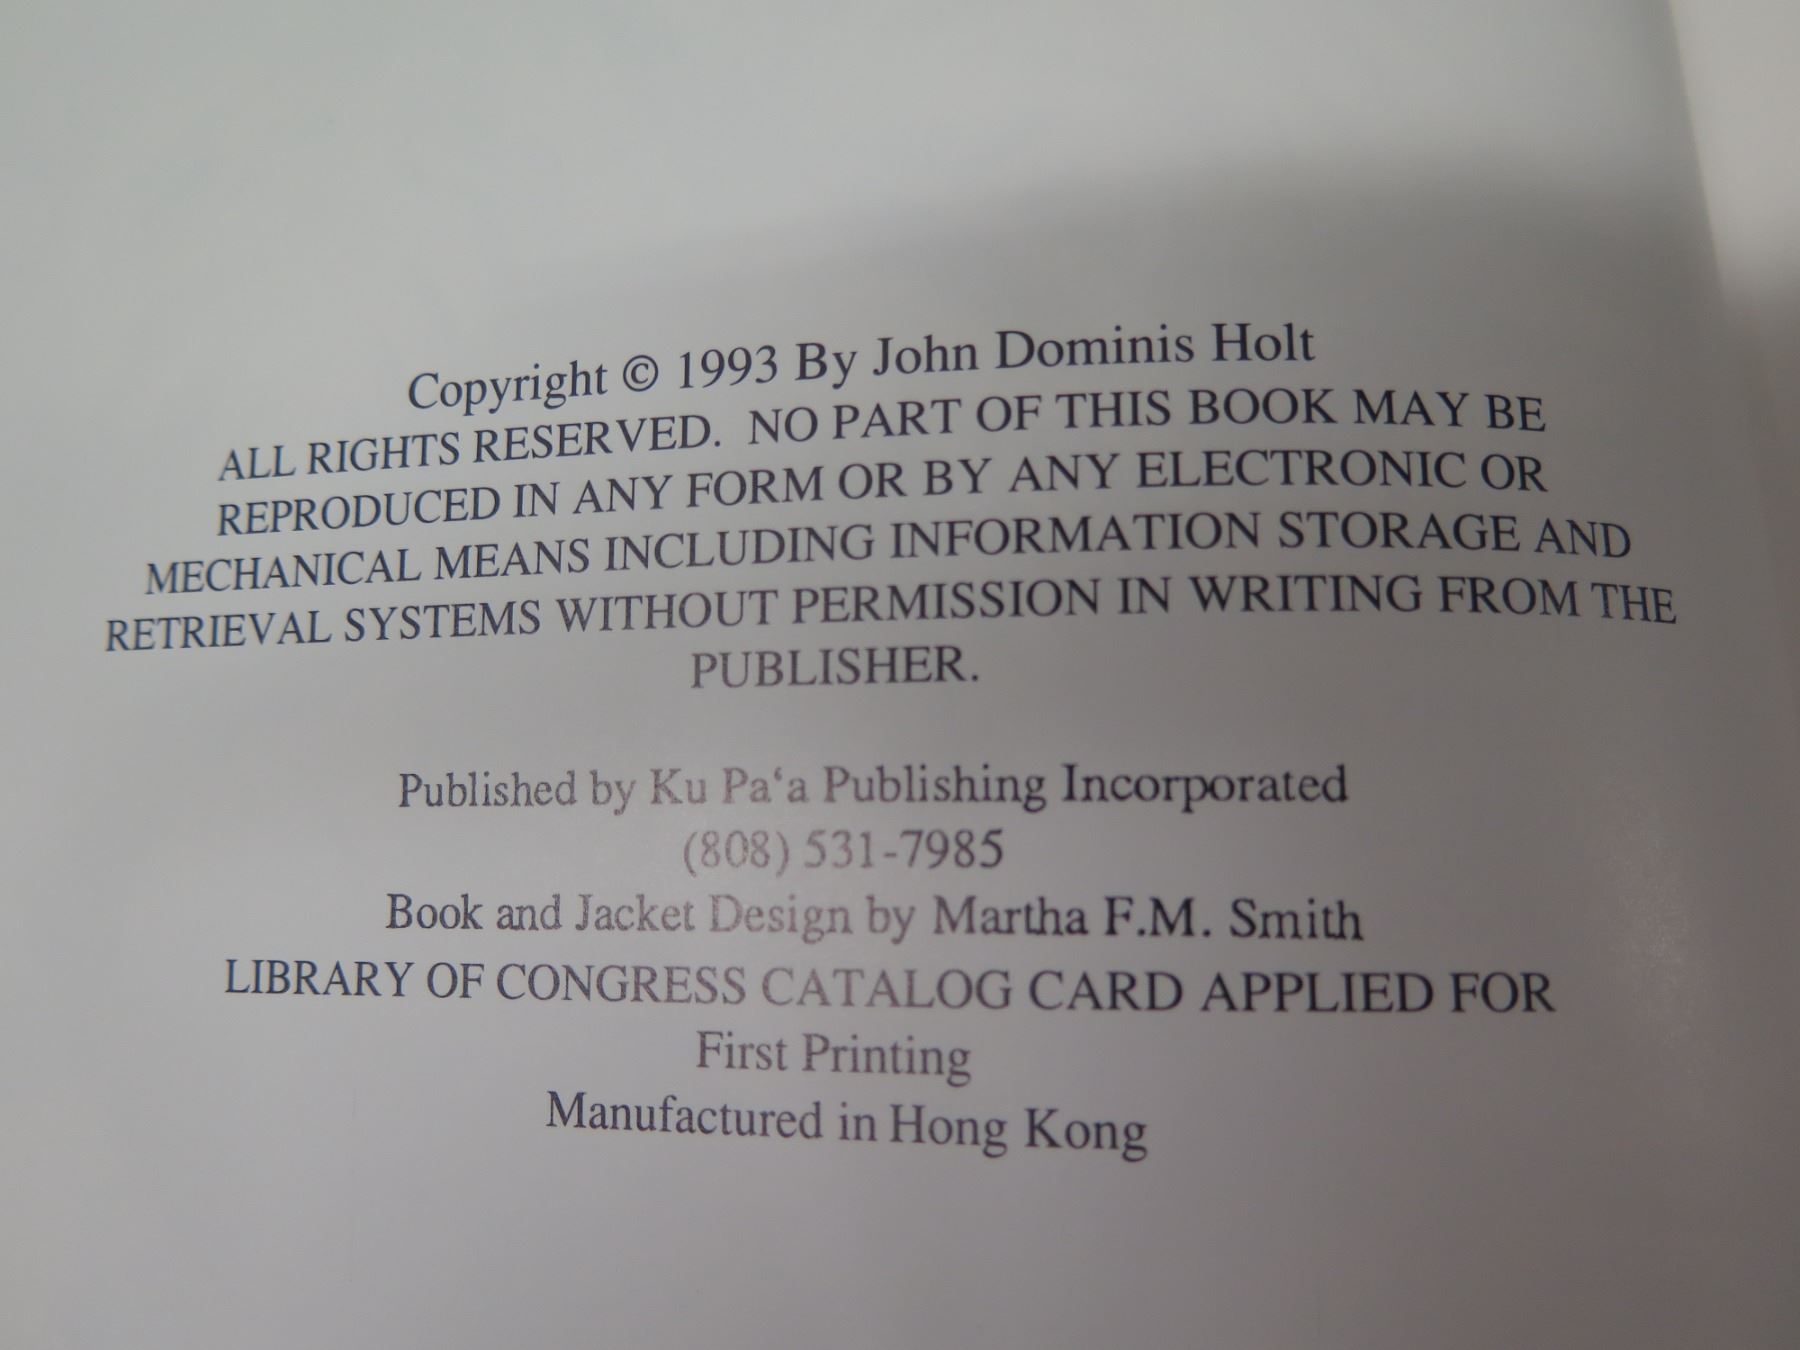 Copyright © 1993 By John Dominis Holt
ALL RIGHTS RESERVED. NO PART OF THIS BOOK MAY BE
REPRODUCED IN ANY FORM OR BY ANY ELECTRONIC OR
MECHANICAL MEANS INCLUDING INFORMATION STORAGE AND
RETRIEVAL SYSTEMS WITHOUT PERMISSION IN WRITING FROM THE
PUBLISHER.
Published by Ku Pa‘a Publishing Incorporated
(808) 531-7985
Book and Jacket Design by Martha F.M. Smith
LIBRARY OF CONGRESS CATALOG CARD APPLIED FOR
First Printing
Manufactured in Hong Kong